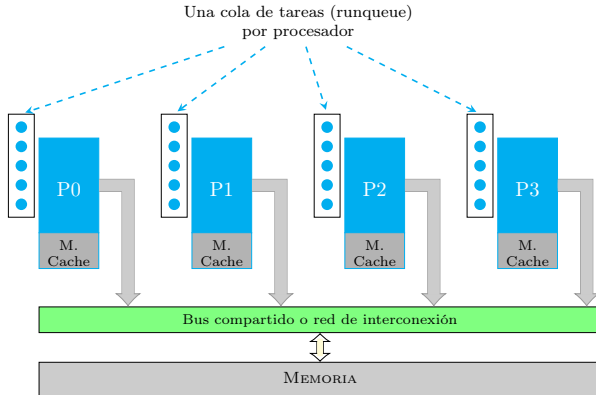 Una cola de tareas (runqueue)
por procesador
P0
P1
P2
P3
M.
Cache
M.
Cache
M.
Cache
M.
Cache
Bus compartido o red de interconexión
MEMORIA